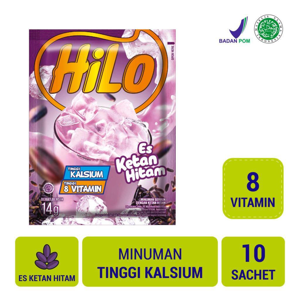 BADAN POM
HiLo
Es
Ketan
Hitam
TINGGI
KALSIUM
TINGGI
8 VITAMIN
14g
8
VITAMIN
ES KETAN HITAM
MINUMAN
TINGGI KALSIUM
10
SACHET